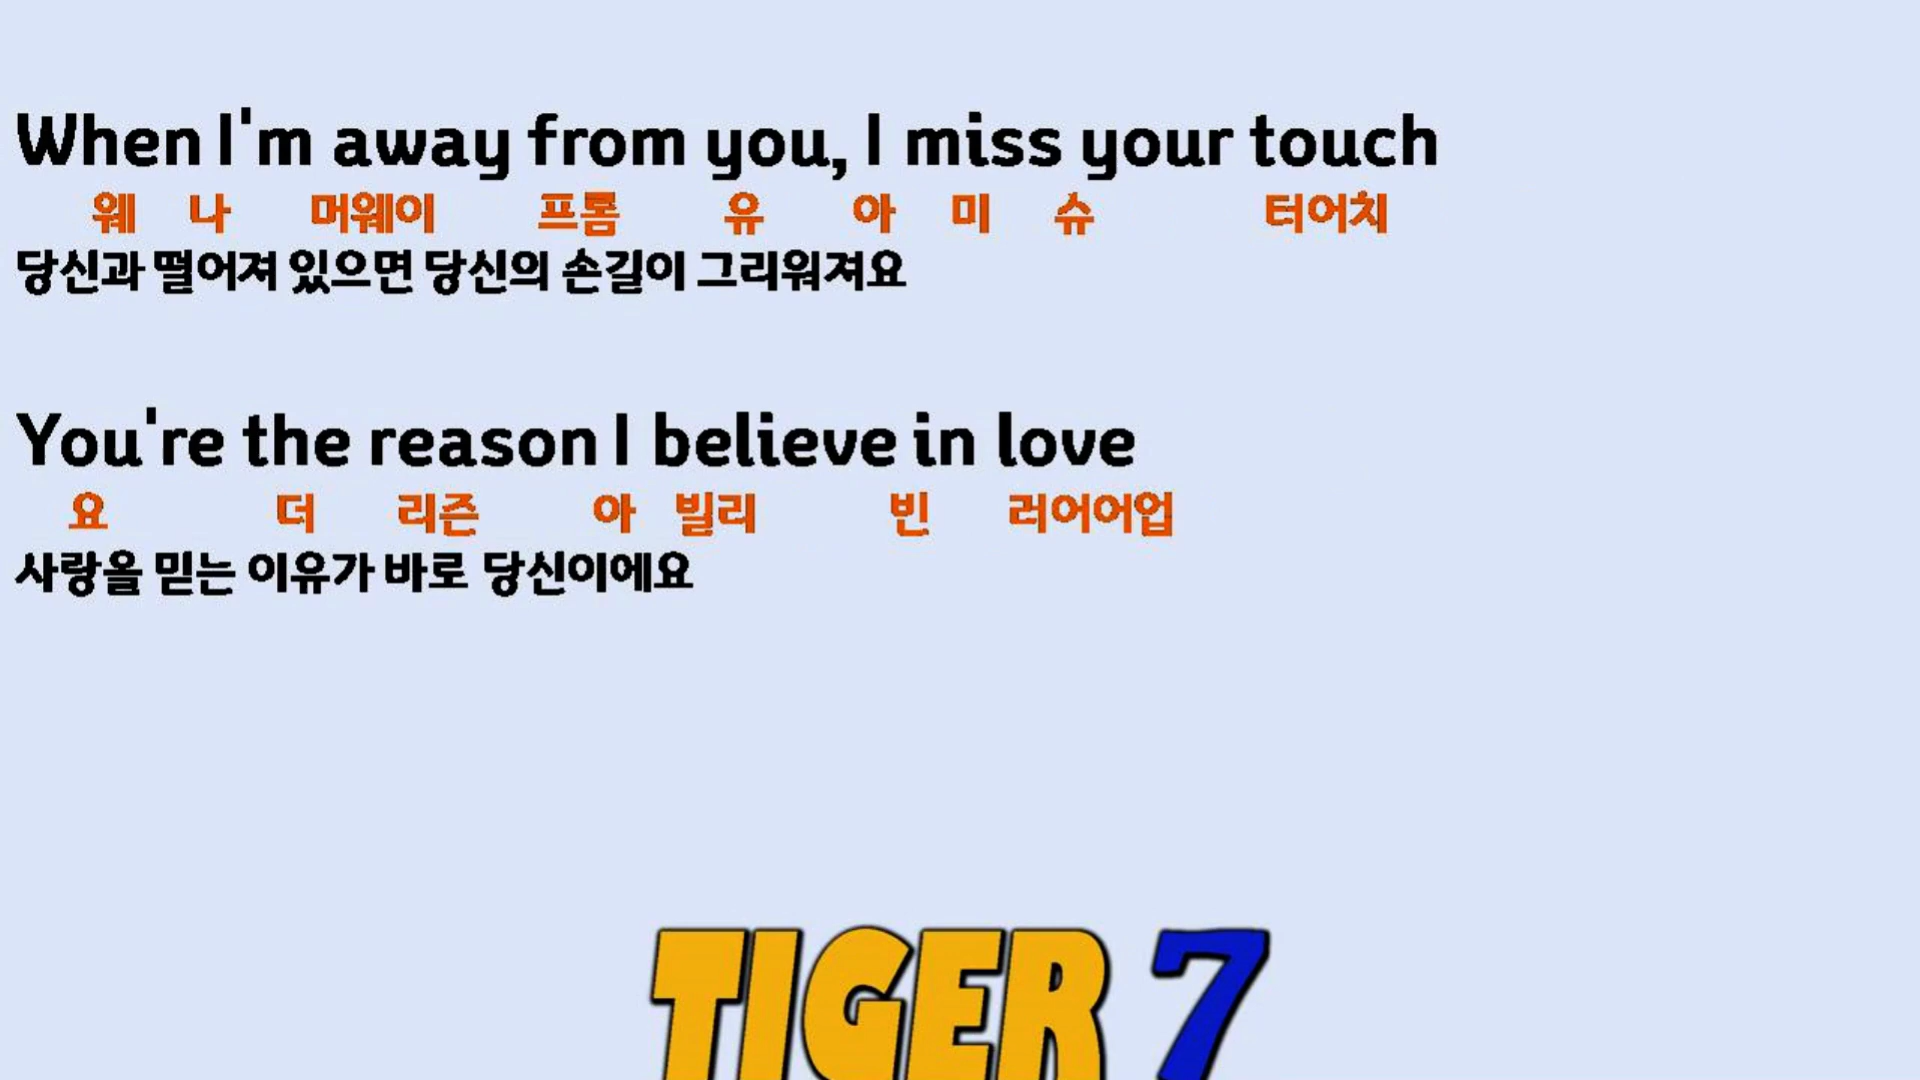 When I'm away from you, I miss your touch
웨 나 머웨이 프롬 유 아 미 슈 터어치
당신과 떨어져 있으면 당신의 손길이 그리워져요
You're the reason I believe in love
요 더 리즌 아 빌리 빈 러어어업
사랑을 믿는 이유가 바로 당신이에요
TIGER 7